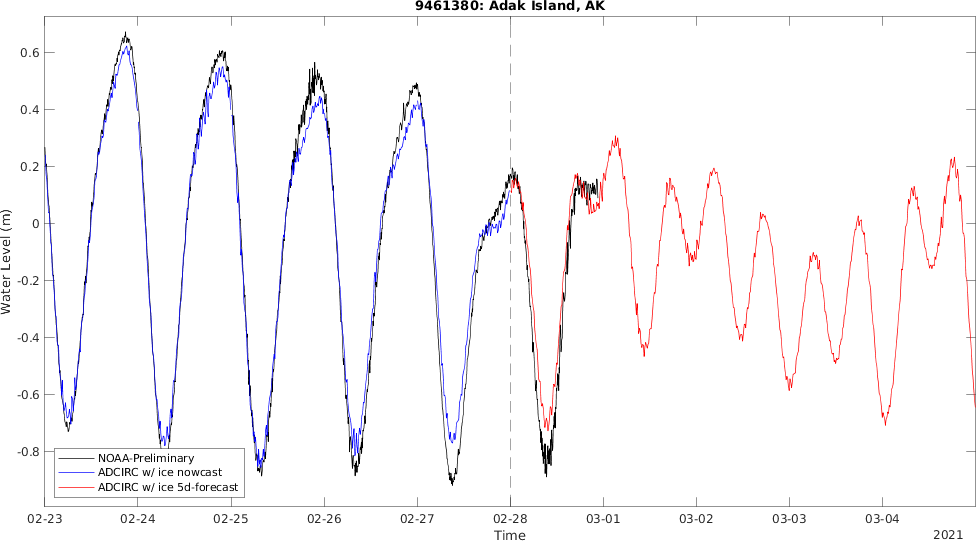 9461380: Adak Island, AK
Water Level (m)
0.6
0.4
0.2
0
-0.2
-0.4
-0.6
-0.8
NOAA-Preliminary
ADCIRC w/ ice nowcast
ADCIRC w/ ice 5d-forecast
02-23 02-24 02-25 02-26 02-27 02-28 03-01 03-02 03-03 03-04
Time
2021